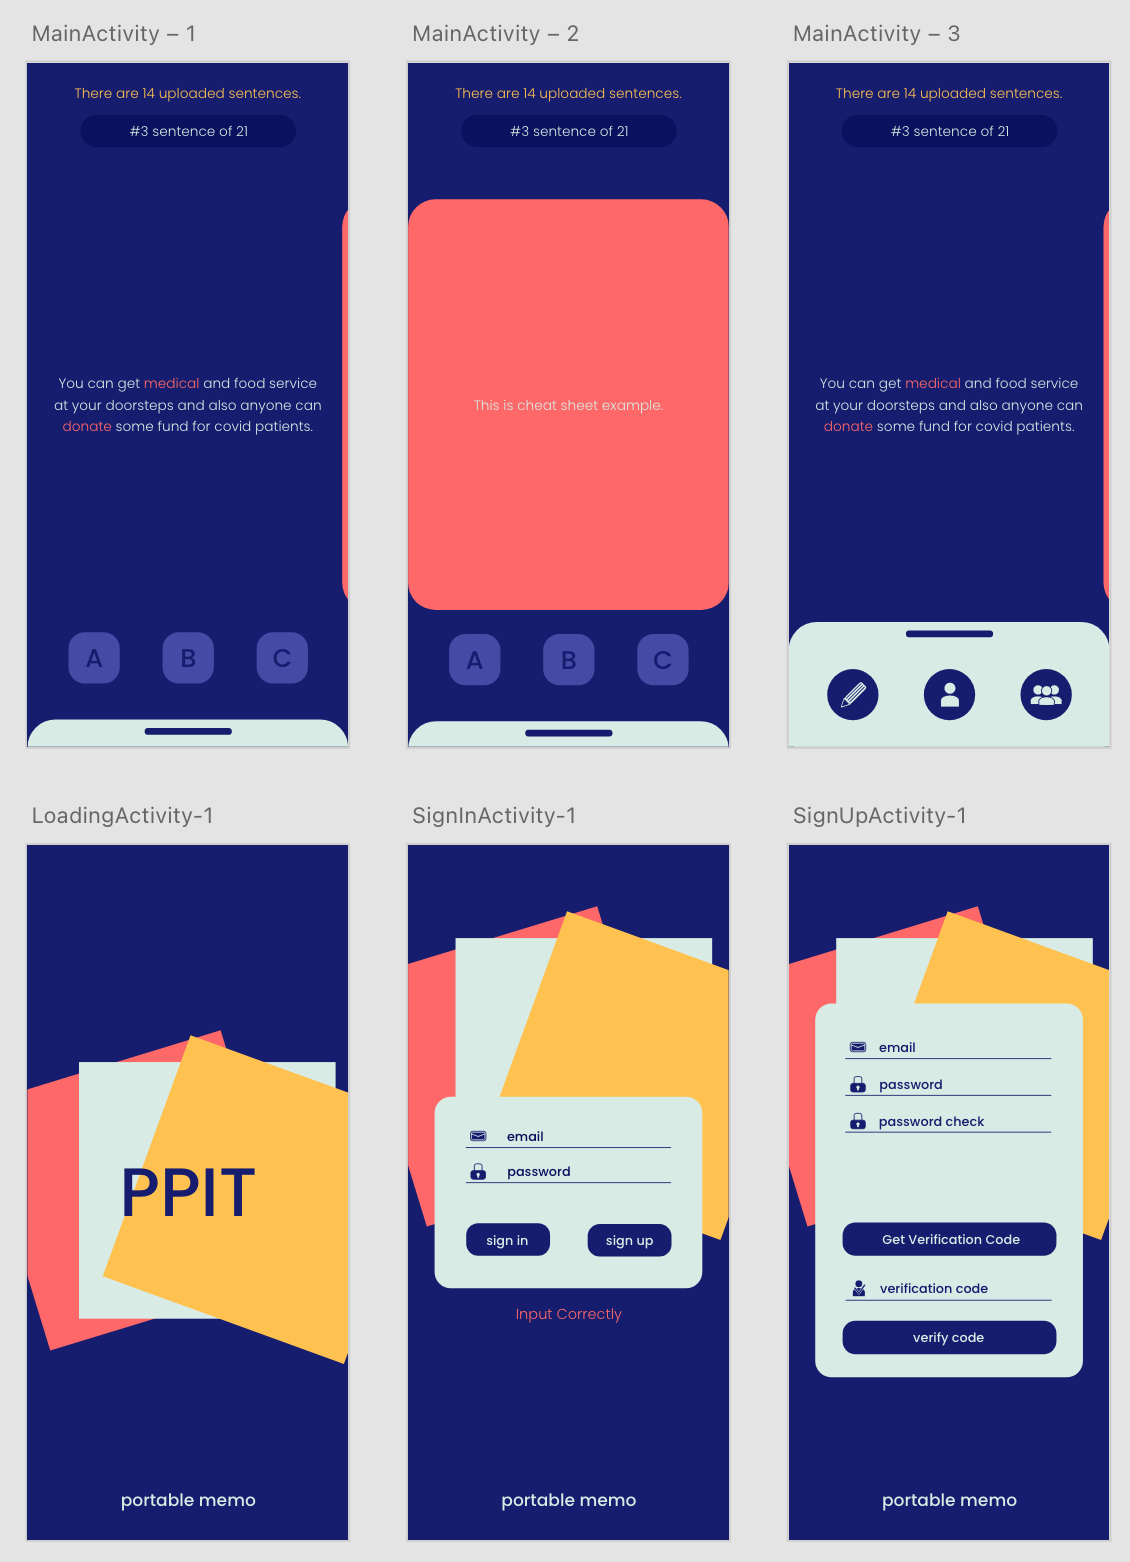 MainActivity – 1
There are 14 uploaded sentences.
#3 sentence of 21
You can get medical and food service
at your doorsteps and also anyone can
donate some fund for covid patients.
A B C
MainActivity – 2
There are 14 uploaded sentences.
#3 sentence of 21
This is cheat sheet example.
A B C
MainActivity – 3
There are 14 uploaded sentences.
#3 sentence of 21
You can get medical and food service
at your doorsteps and also anyone can
donate some fund for covid patients.
LoadingActivity-1
PPIT
portable memo
SignInActivity-1
email
password
sign in sign up
Input Correctly
portable memo
SignUpActivity-1
email
password
password check
Get Verification Code
verification code
verify code
portable memo